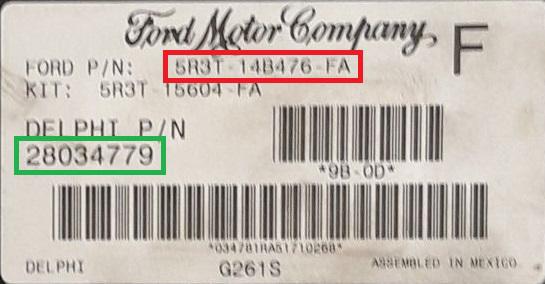 Ford Motor Company,
F
FORD P/N: 5R3T-14B476-FA
KIT: 5R3T-15604-FA
DELPHI P/N
28034779
*9B-0D*
*034781RA51710268*
DELPHI G261S ASSEMBLED IN MEXICO